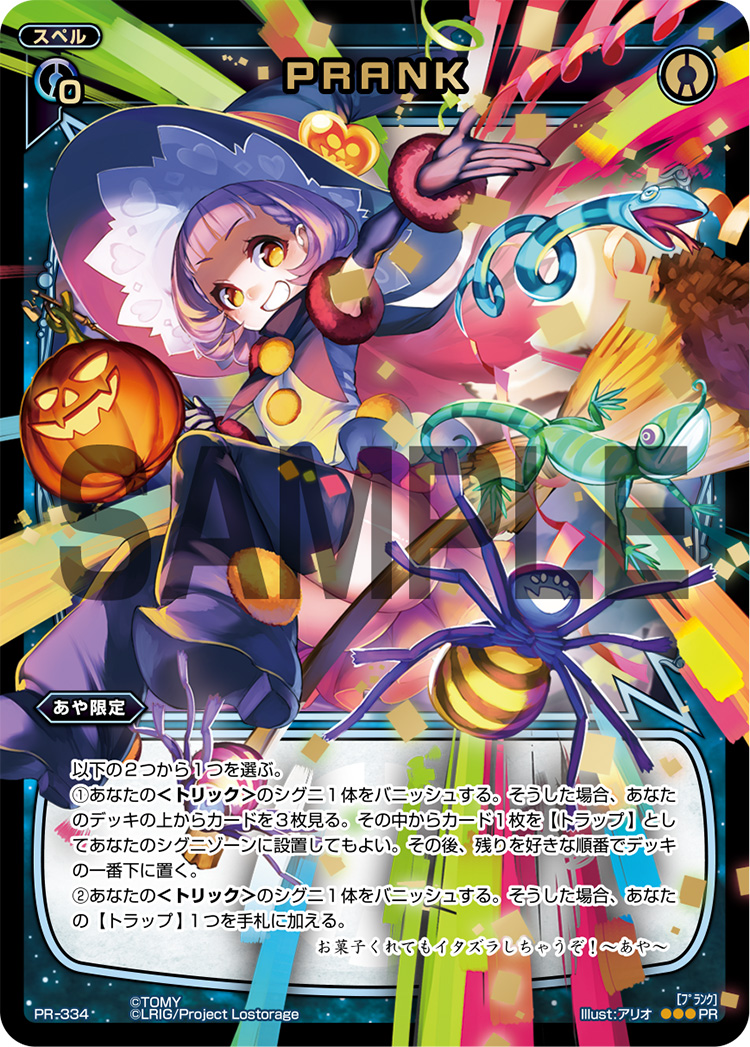 スペル
PRANK
0
SAMPLE
あや限定
以下の２つから１つを選ぶ。
①あなたの＜トリック＞のシグニ１体をバニッシュする。そうした場合、あなた
のデッキの上からカードを３枚見る。その中からカード１枚を【トラップ】とし
てあなたのシグニゾーンに設置してもよい。その後、残りを好きな順番でデッキ
の一番下に置く。
②あなたの＜トリック＞のシグニ１体をバニッシュする。そうした場合、あなた
の【トラップ】１つを手札に加える。
お菓子くれてもイタズラしちゃうぞ！～あや～
©TOMY
[プランク]
PR-334 ©LRIG/Project Lostorage Illust:アリオ PR